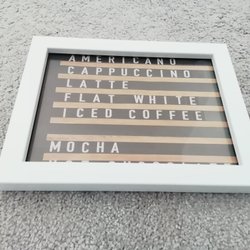 AMERICANO
CAPPUCCINO
LATTE
FLAT WHITE
ICED COFFEE
MOCHA